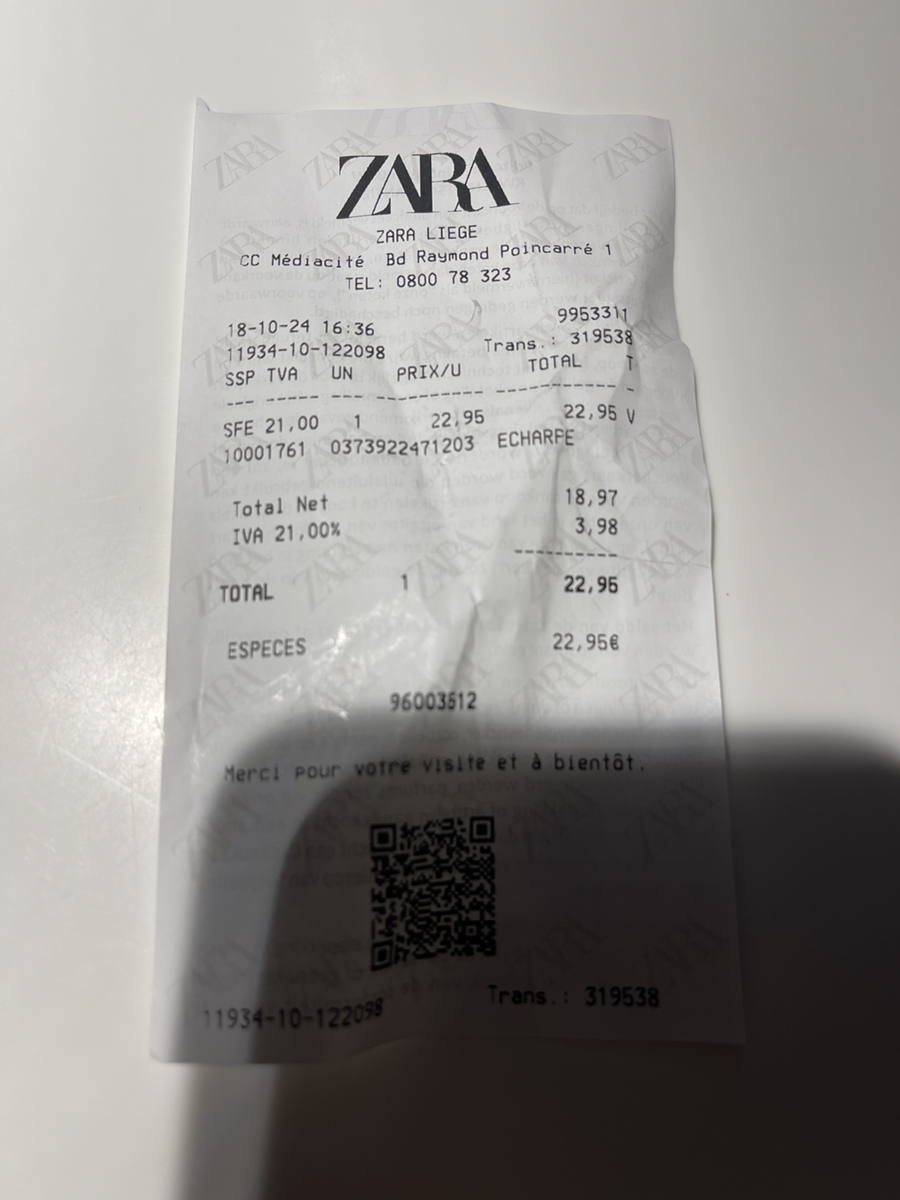 ZARA
ZARA LIEGE
CC Médiacité Bd Raymond Poincarré 1
TEL: 0800 78 323
18-10-24 16:36 9953311
11934-10-122098 Trans.: 319538
SSP TVA UN PRIX/U TOTAL T
--- ----- --- ---------- ------------ -
SFE 21,00 1 22,95 22,95 V
10001761 0373922471203 ECHARPE
Total Net 18,97
IVA 21,00% 3,98
----------
TOTAL 1 22,95
ESPECES 22,95€
96003512
Merci pour votre visite et à bientôt.
11934-10-122098 Trans.: 319538